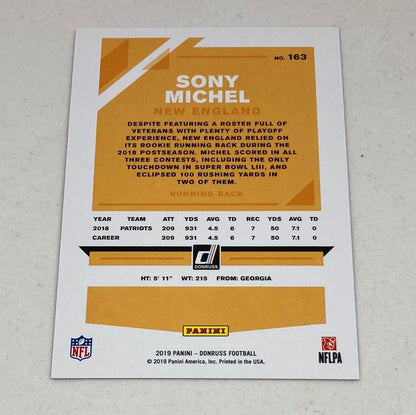 NO. 163
SONY
MICHEL
NEW ENGLAND
DESPITE FEATURING A ROSTER FULL OF
VETERANS WITH PLENTY OF PLAYOFF
EXPERIENCE, NEW ENGLAND RELIED ON
ITS ROOKIE RUNNING BACK DURING THE
2018 POSTSEASON. MICHEL SCORED IN ALL
THREE CONTESTS, INCLUDING THE ONLY
TOUCHDOWN IN SUPER BOWL LIII, AND
ECLIPSED 100 RUSHING YARDS IN
TWO OF THEM.
RUNNING BACK
YEAR TEAM ATT YDS AVG TD REC YDS AVG TD
2018 PATRIOTS 209 931 4.5 6 7 50 7.1 0
CAREER 209 931 4.5 6 7 50 7.1 0
DONRUSS
HT: 5' 11" WT: 215 FROM: GEORGIA
PANINI
NFL
NFLPA
2019 PANINI – DONRUSS FOOTBALL
© 2019 Panini America, Inc. Printed in the USA.